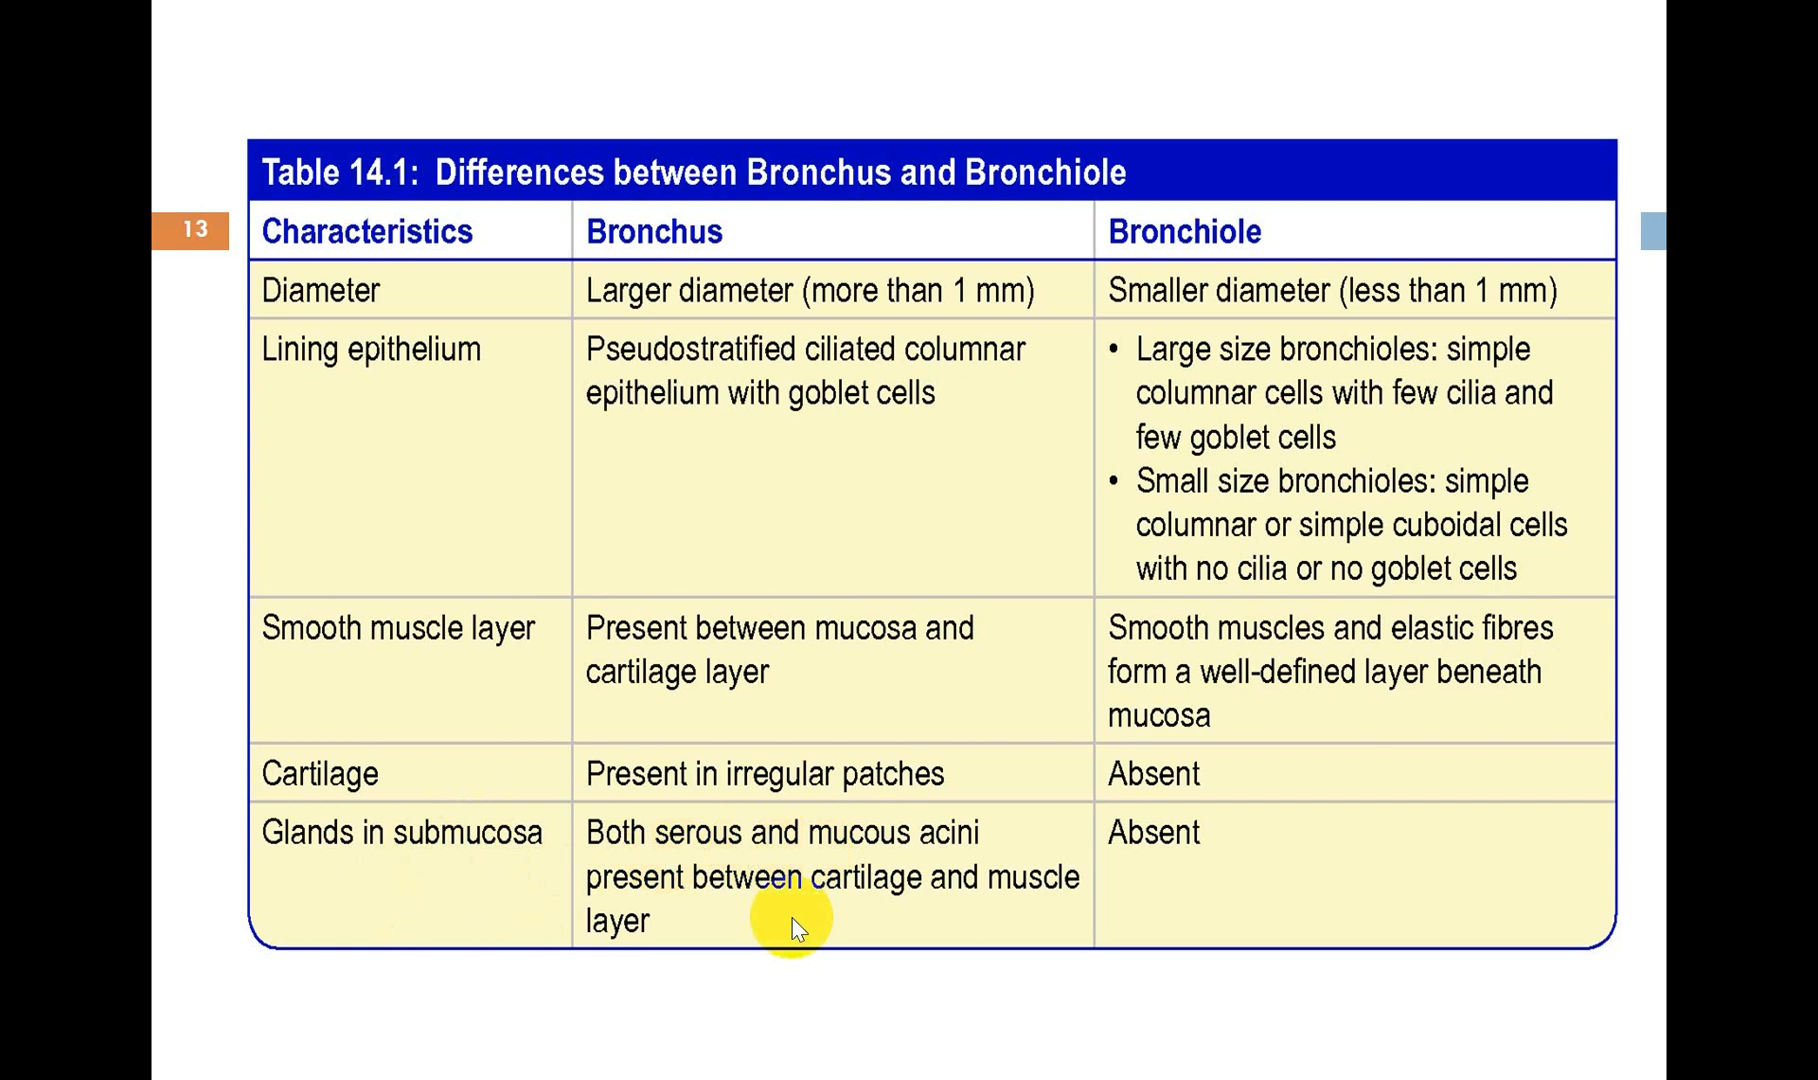 Table 14.1: Differences between Bronchus and Bronchiole
13
Characteristics
Bronchus
Bronchiole
Diameter
Larger diameter (more than 1 mm)
Smaller diameter (less than 1 mm)
Lining epithelium
Pseudostratified ciliated columnar
epithelium with goblet cells
• Large size bronchioles: simple
columnar cells with few cilia and
few goblet cells
• Small size bronchioles: simple
columnar or simple cuboidal cells
with no cilia or no goblet cells
Smooth muscle layer
Present between mucosa and
cartilage layer
Smooth muscles and elastic fibres
form a well-defined layer beneath
mucosa
Cartilage
Present in irregular patches
Absent
Glands in submucosa
Both serous and mucous acini
present between cartilage and muscle
layer
Absent